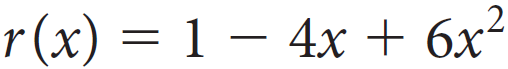 r(x) = 1 − 4x + 6x²